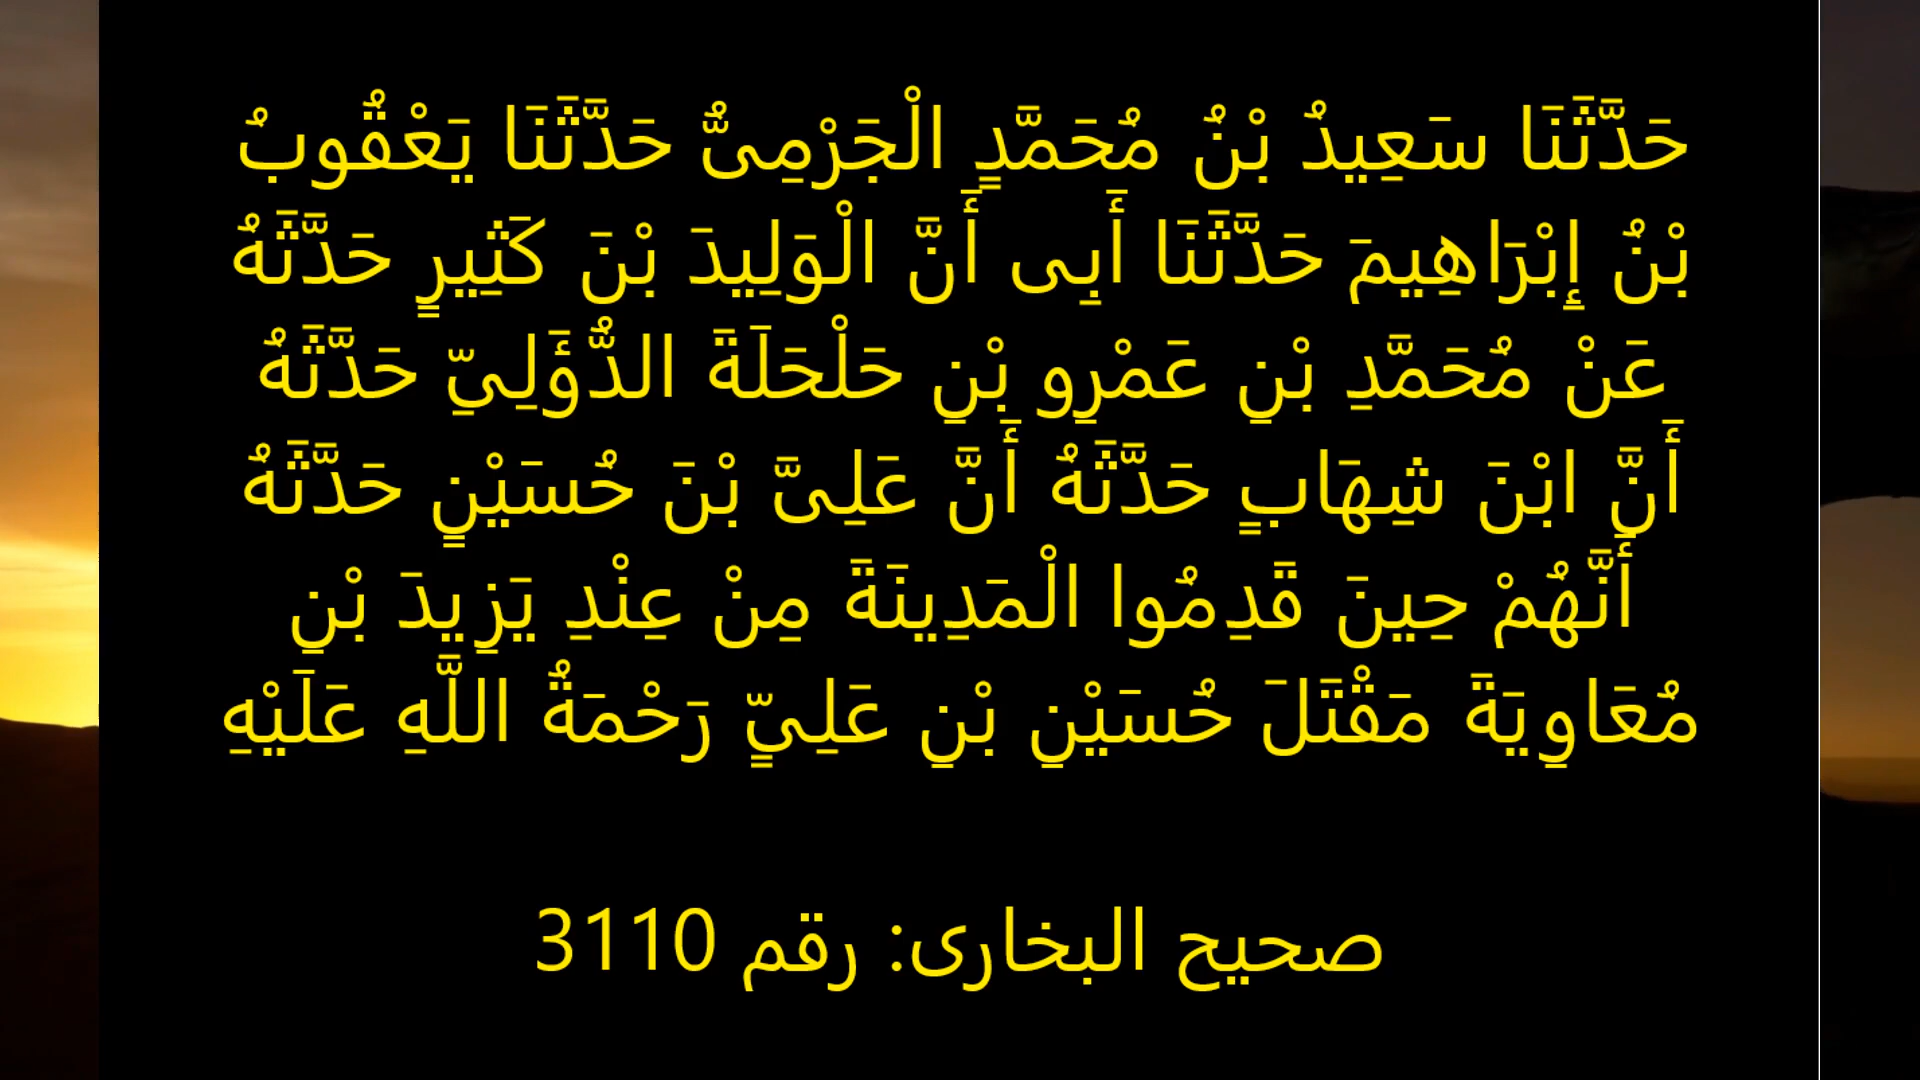 حَدَّثَنَا سَعِيدُ بْنُ مُحَمَّدٍ الْجَرْمِىُّ حَدَّثَنَا يَعْقُوبُ
بْنُ إِبْرَاهِيمَ حَدَّثَنَا أَبِى أَنَّ الْوَلِيدَ بْنَ كَثِيرٍ حَدَّثَهُ
عَنْ مُحَمَّدِ بْنِ عَمْرِو بْنِ حَلْحَلَةَ الدُّؤَلِيِّ حَدَّثَهُ
أَنَّ ابْنَ شِهَابٍ حَدَّثَهُ أَنَّ عَلِىَّ بْنَ حُسَيْنٍ حَدَّثَهُ
أَنَّهُمْ حِينَ قَدِمُوا الْمَدِينَةَ مِنْ عِنْدِ يَزِيدَ بْنِ
مُعَاوِيَةَ مَقْتَلَ حُسَيْنِ بْنِ عَلِيٍّ رَحْمَةُ اللَّهِ عَلَيْهِ
صحيح البخارى: رقم 3110